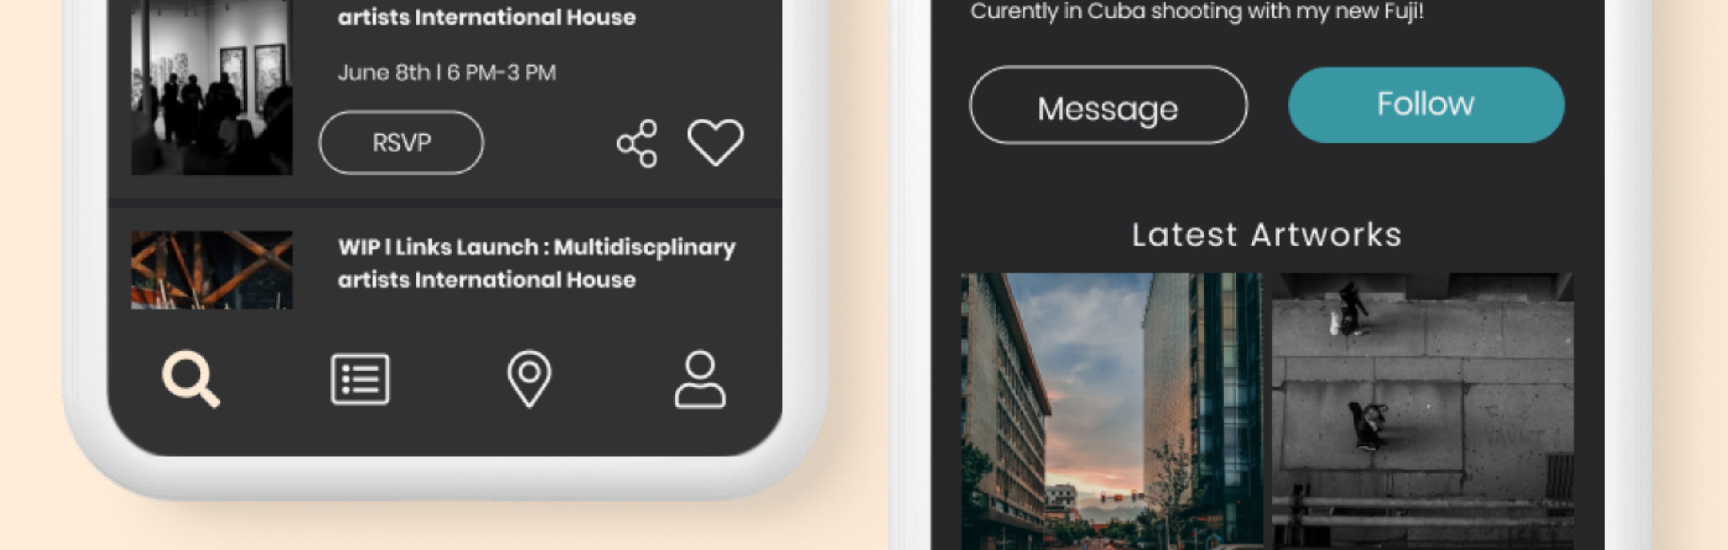 artists International House
June 8th | 6 PM-3 PM
RSVP
WIP | Links Launch : Multidiscplinary
artists International House
Curently in Cuba shooting with my new Fuji!
Message
Follow
Latest Artworks